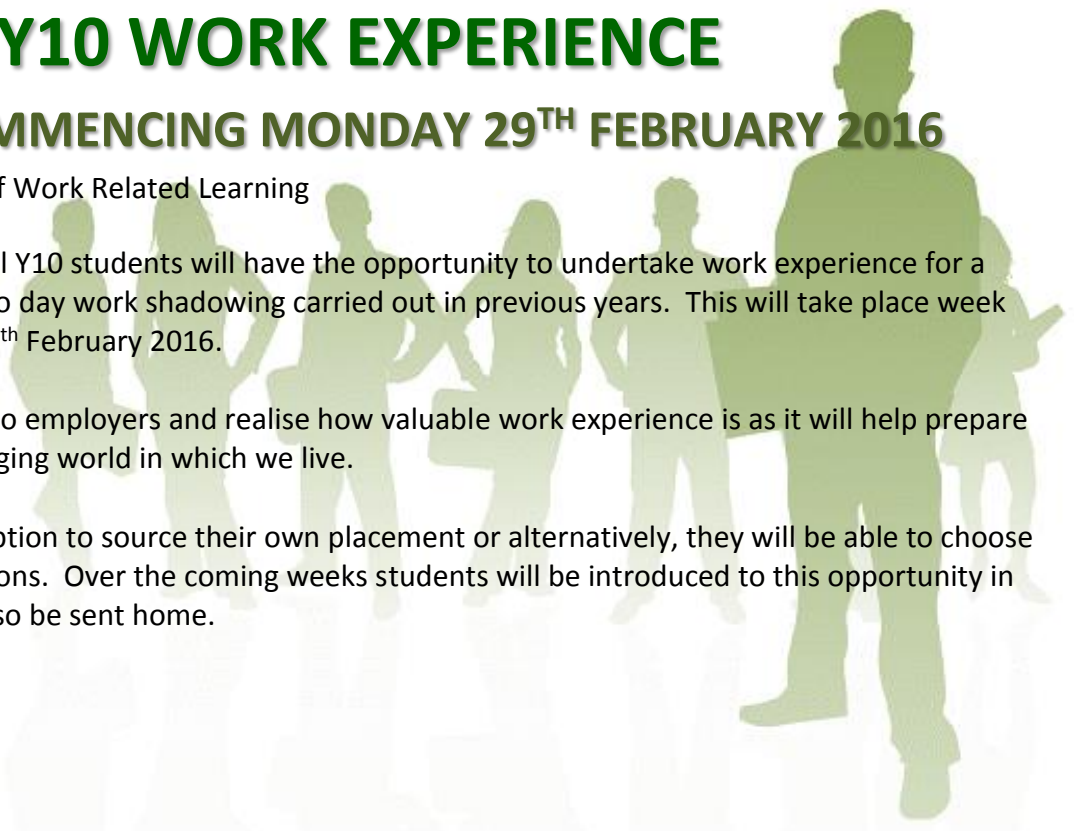 Y10 WORK EXPERIENCE
MMENCING MONDAY 29TH FEBRUARY 2016
f Work Related Learning
l Y10 students will have the opportunity to undertake work experience for a
o day work shadowing carried out in previous years. This will take place week
th February 2016.
o employers and realise how valuable work experience is as it will help prepare
ging world in which we live.
ption to source their own placement or alternatively, they will be able to choose
ons. Over the coming weeks students will be introduced to this opportunity in
so be sent home.